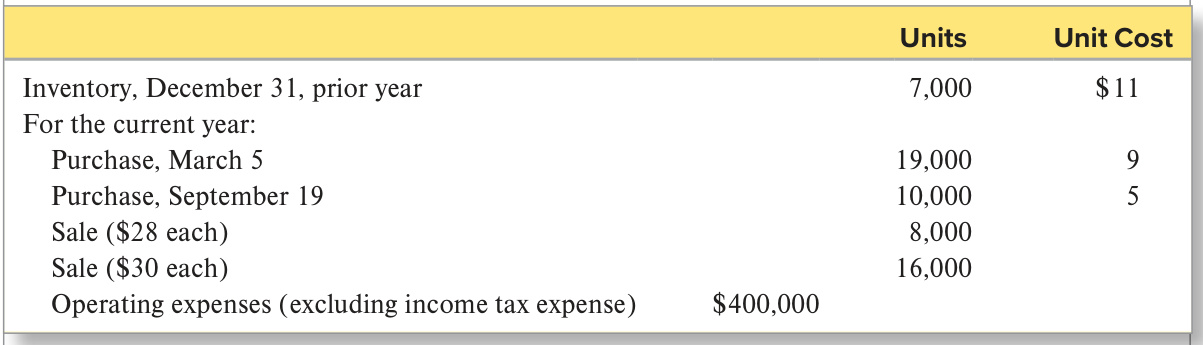 Units Unit Cost
Inventory, December 31, prior year 7,000 $11
For the current year:
Purchase, March 5 19,000 9
Purchase, September 19 10,000 5
Sale ($28 each) 8,000
Sale ($30 each) 16,000
Operating expenses (excluding income tax expense) $400,000